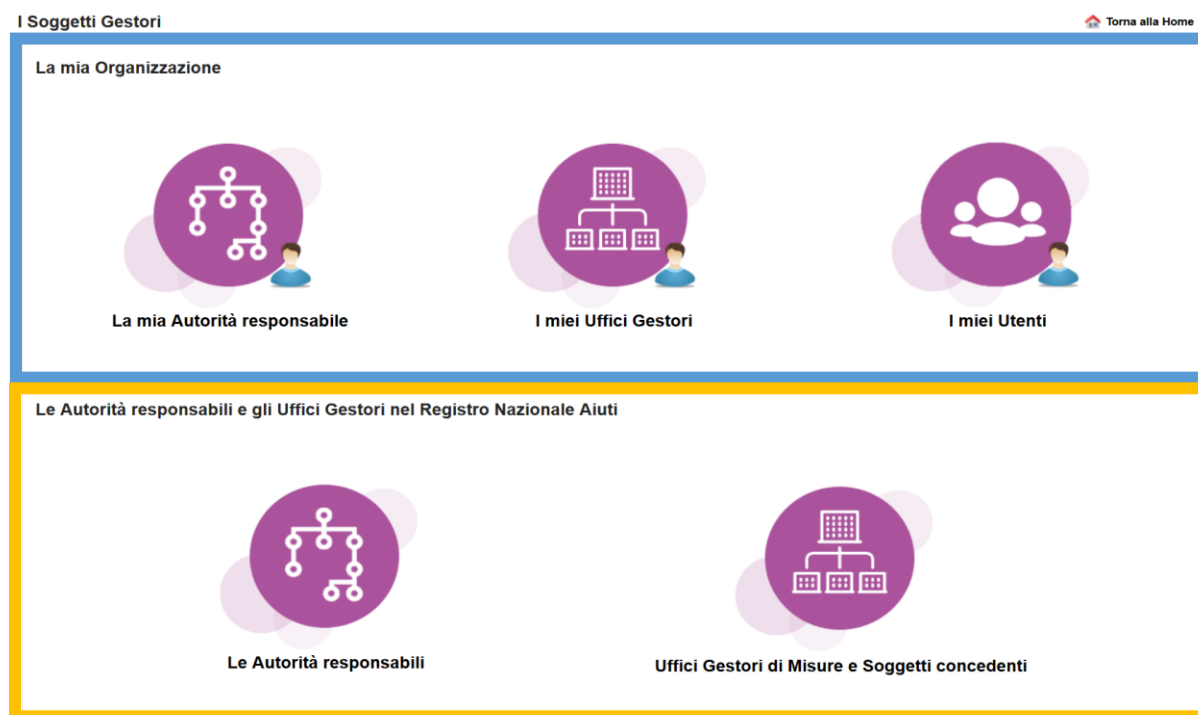 I Soggetti Gestori
Torna alla Home
La mia Organizzazione
La mia Autorità responsabile
I miei Uffici Gestori
I miei Utenti
Le Autorità responsabili e gli Uffici Gestori nel Registro Nazionale Aiuti
Le Autorità responsabili
Uffici Gestori di Misure e Soggetti concedenti